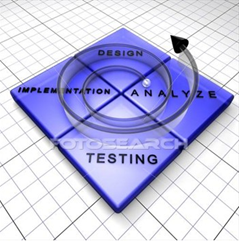 DESIGN
IMPLEMENTATION
ANALYZE
FOTOSEARCH
TESTING